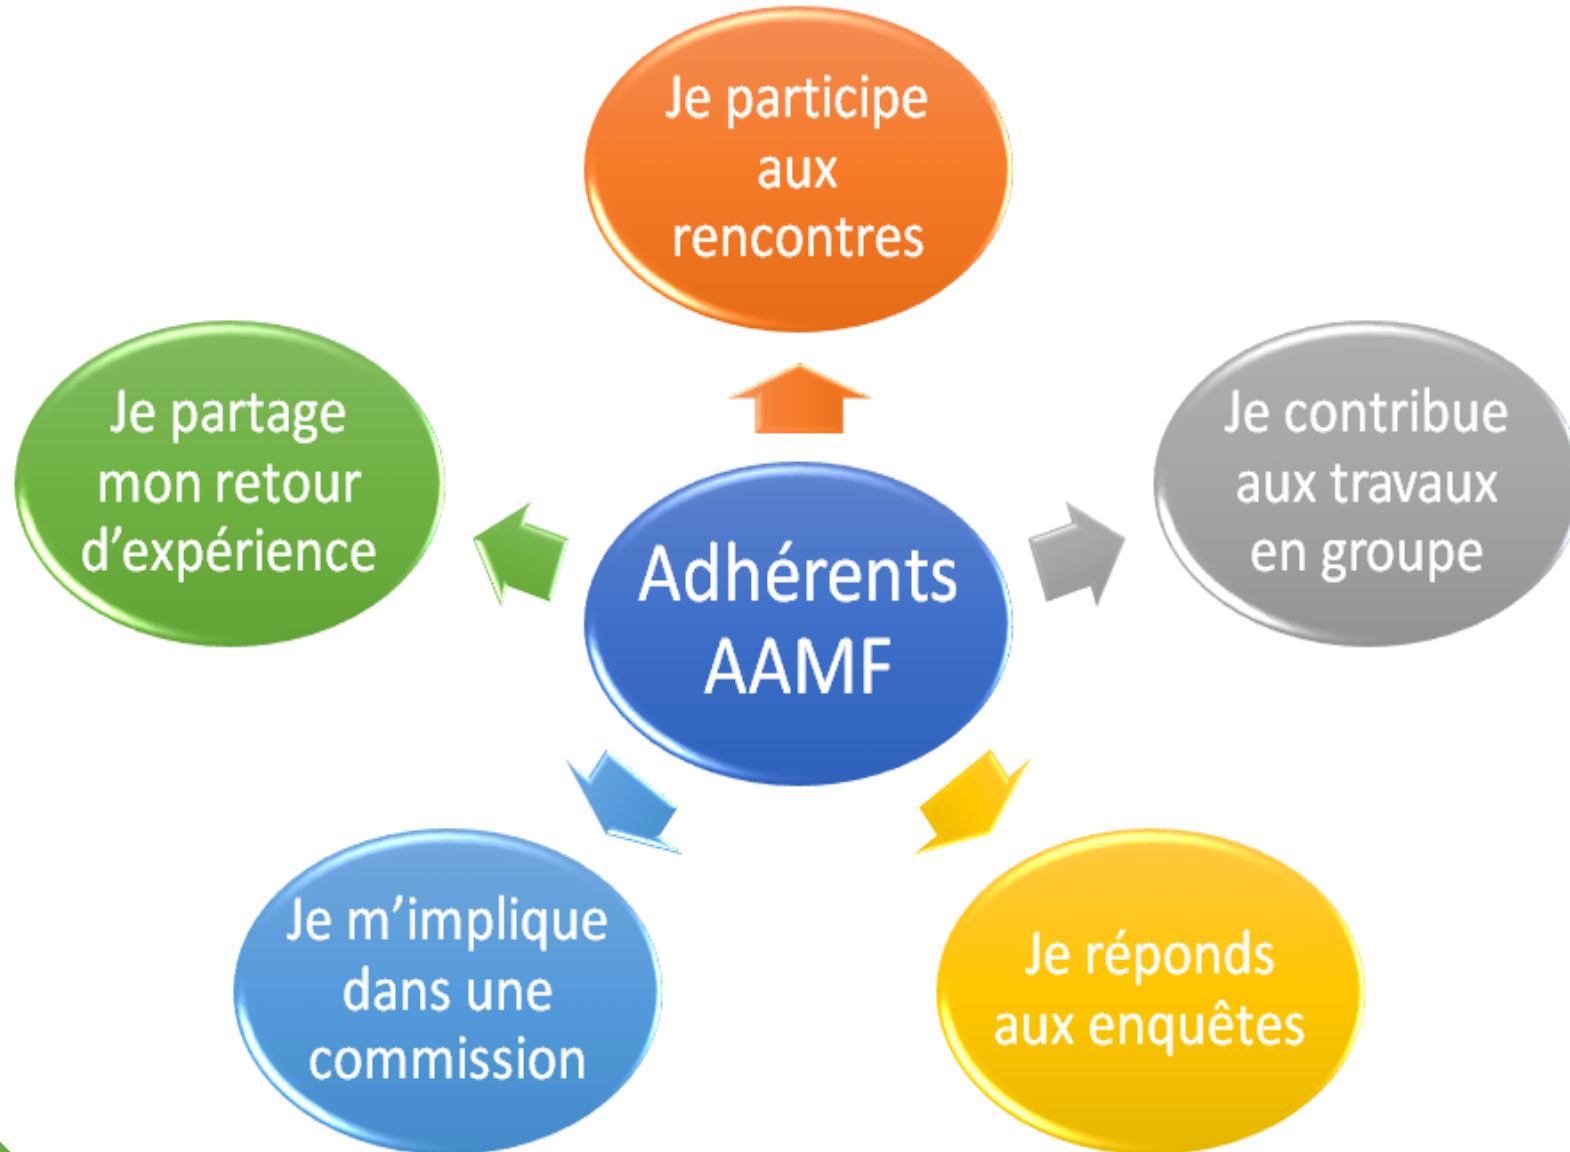 Je participe
aux
rencontres
Je partage
mon retour
d’expérience
Je contribue
aux travaux
en groupe
Adhérents
AAMF
Je m’implique
dans une
commission
Je réponds
aux enquêtes